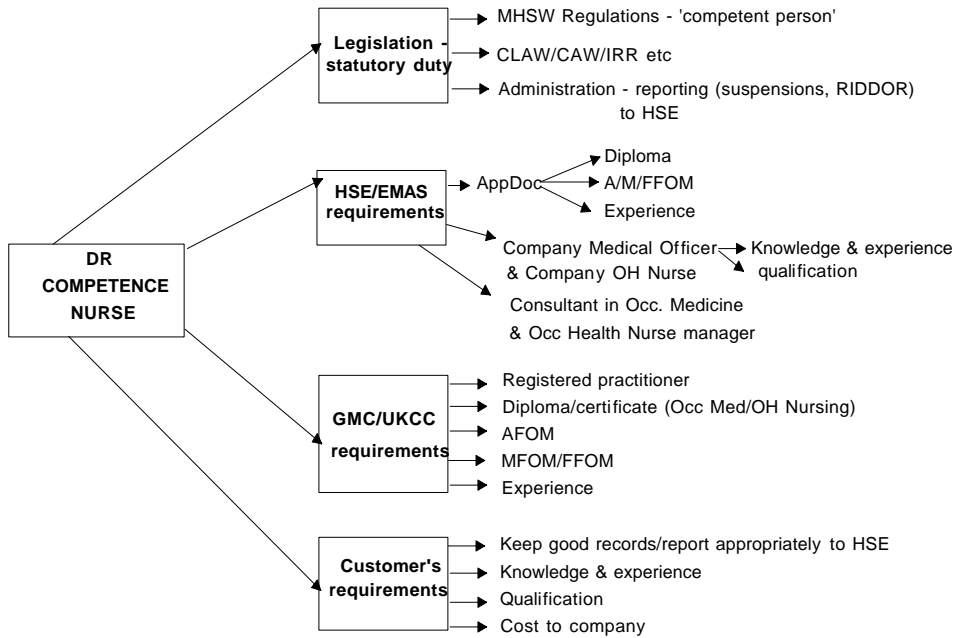 DR
COMPETENCE
NURSE
Legislation -
statutory duty
MHSW Regulations - 'competent person'
CLAW/CAW/IRR etc
Administration - reporting (suspensions, RIDDOR)
to HSE
HSE/EMAS
requirements
AppDoc
Diploma
A/M/FFOM
Experience
Company Medical Officer
& Company OH Nurse
Knowledge & experience
qualification
Consultant in Occ. Medicine
& Occ Health Nurse manager
GMC/UKCC
requirements
Registered practitioner
Diploma/certificate (Occ Med/OH Nursing)
AFOM
MFOM/FFOM
Experience
Customer's
requirements
Keep good records/report appropriately to HSE
Knowledge & experience
Qualification
Cost to company